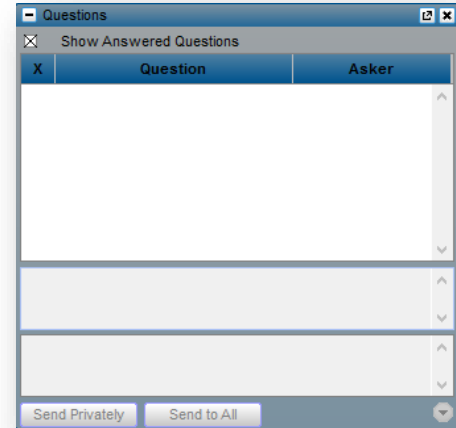 Questions
Show Answered Questions
X Question Asker
Send Privately Send to All